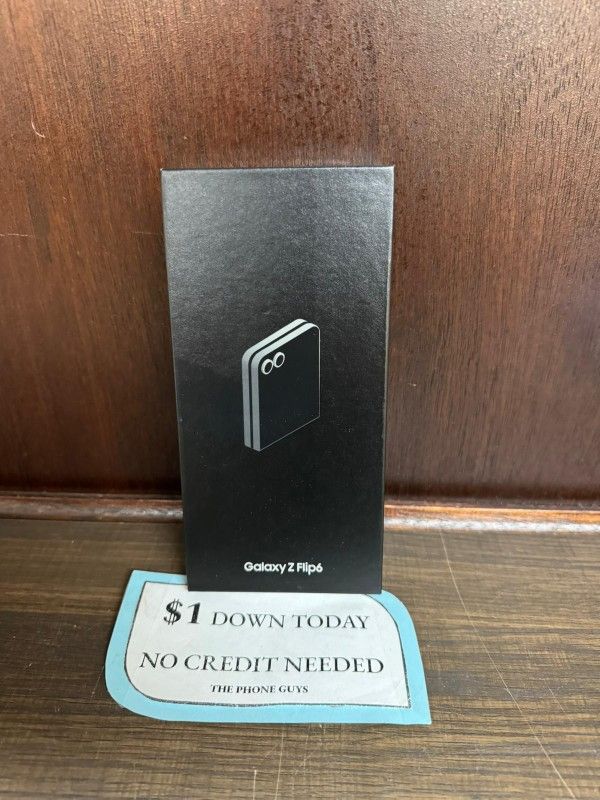 Galaxy Z Flip6
$1 DOWN TODAY
NO CREDIT NEEDED
THE PHONE GUYS